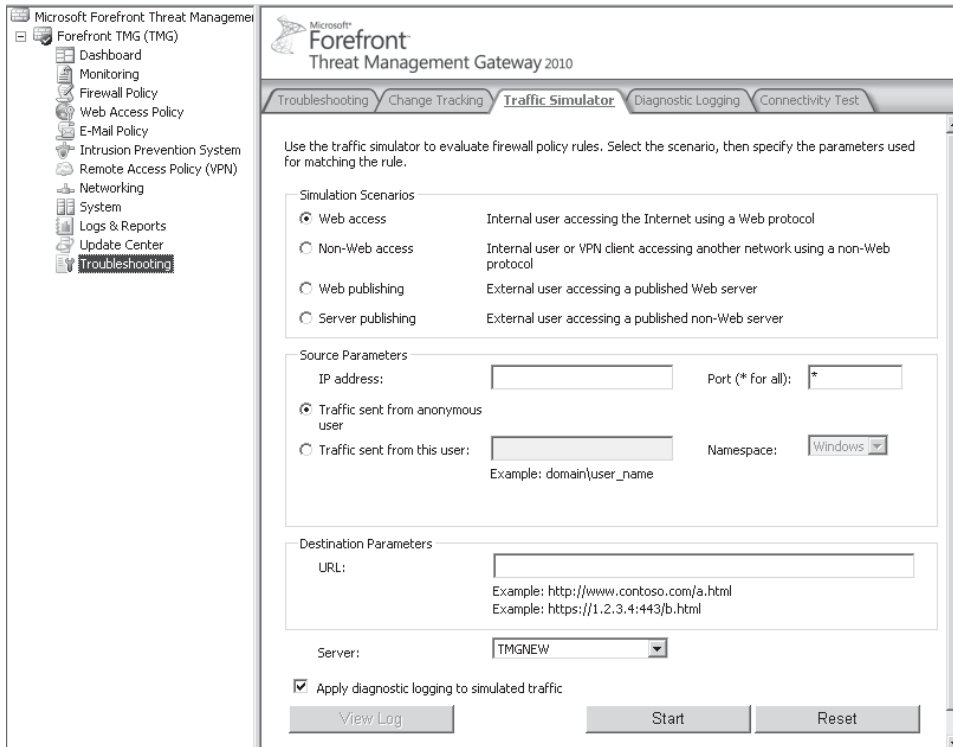 Microsoft Forefront Threat Managemer
Forefront TMG (TMG)
Dashboard
Monitoring
Firewall Policy
Web Access Policy
E-Mail Policy
Intrusion Prevention System
Remote Access Policy (VPN)
Networking
System
Logs & Reports
Update Center
Troubleshooting
Microsoft®
Forefront™
Threat Management Gateway 2010
Troubleshooting Change Tracking Traffic Simulator Diagnostic Logging Connectivity Test
Use the traffic simulator to evaluate firewall policy rules. Select the scenario, then specify the parameters used
for matching the rule.
Simulation Scenarios
Web access Internal user accessing the Internet using a Web protocol
Non-Web access Internal user or VPN client accessing another network using a non-Web
protocol
Web publishing External user accessing a published Web server
Server publishing External user accessing a published non-Web server
Source Parameters
IP address: Port (* for all): *
Traffic sent from anonymous
user
Traffic sent from this user: Namespace: Windows
Example: domain\user_name
Destination Parameters
URL:
Example: http://www.contoso.com/a.html
Example: https://1.2.3.4:443/b.html
Server: TMGNEW
Apply diagnostic logging to simulated traffic
View Log Start Reset